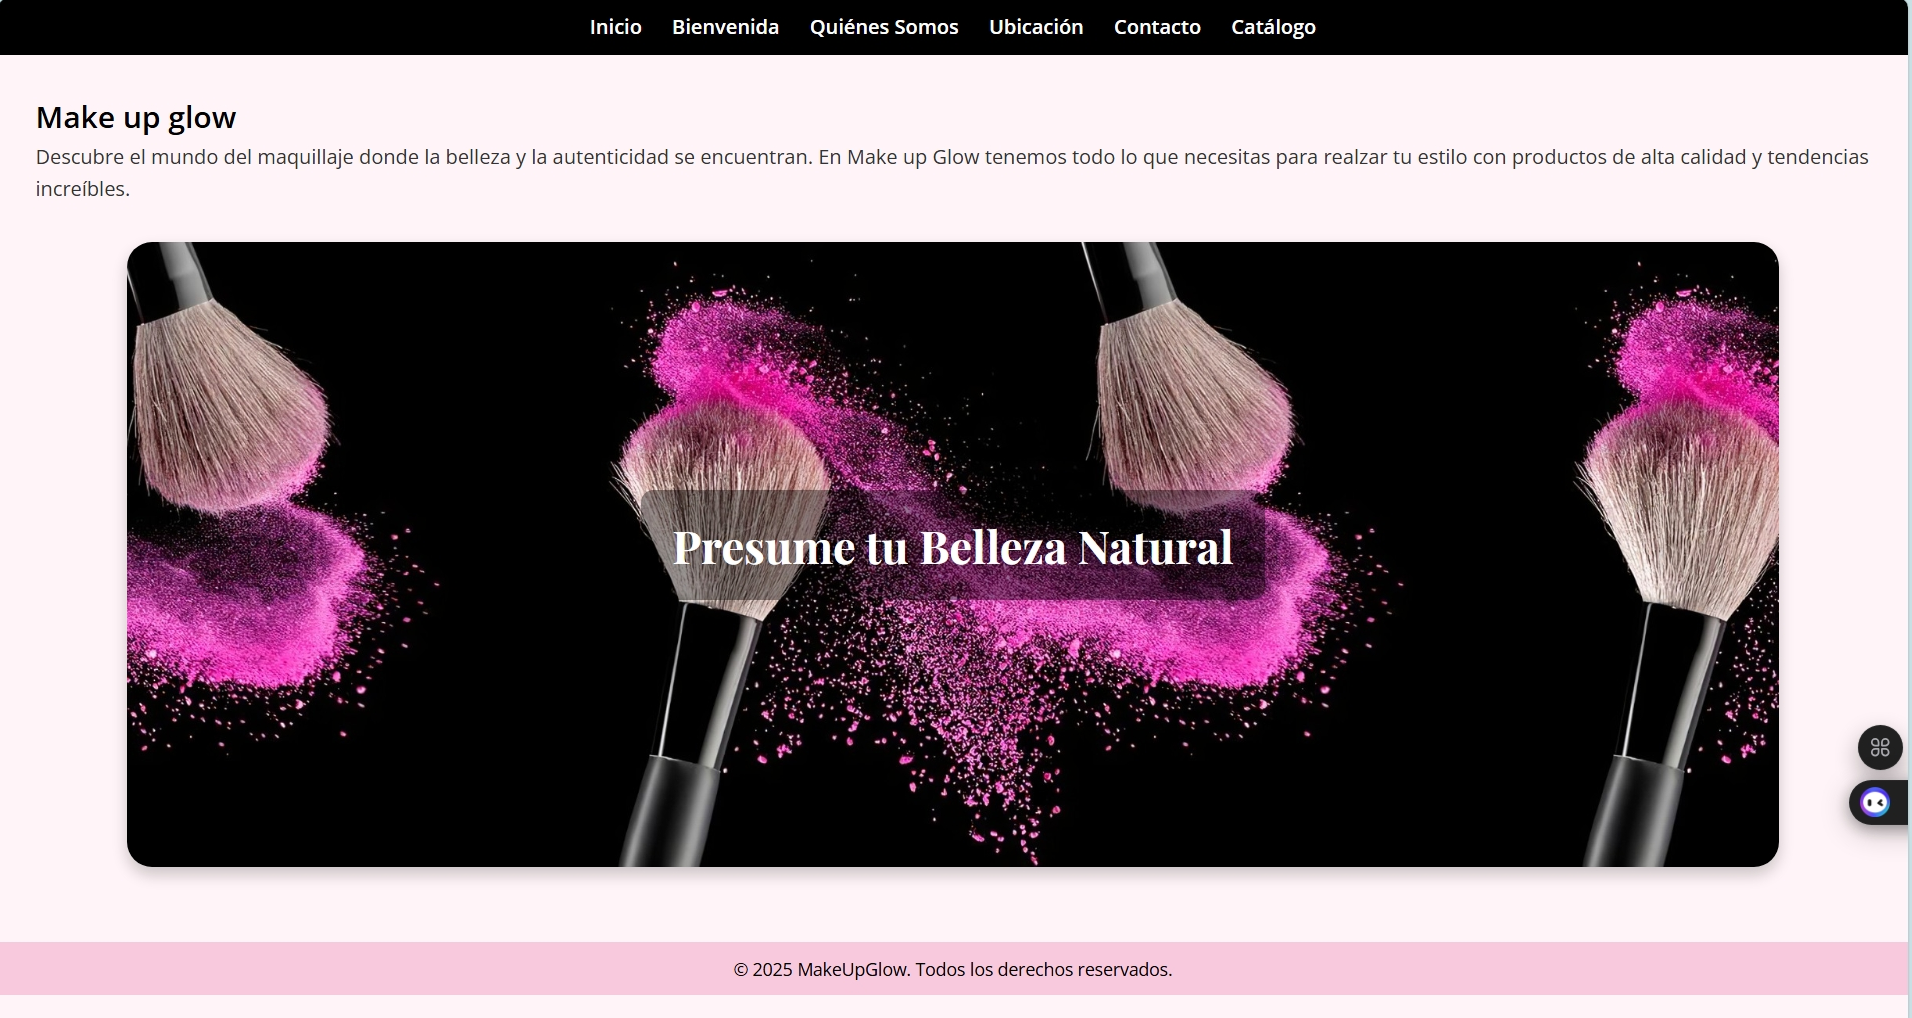 Inicio Bienvenida Quiénes Somos Ubicación Contacto Catálogo
Make up glow
Descubre el mundo del maquillaje donde la belleza y la autenticidad se encuentran. En Make up Glow tenemos todo lo que necesitas para realzar tu estilo con productos de alta calidad y tendencias
increíbles.
Presume tu Belleza Natural
© 2025 MakeUpGlow. Todos los derechos reservados.